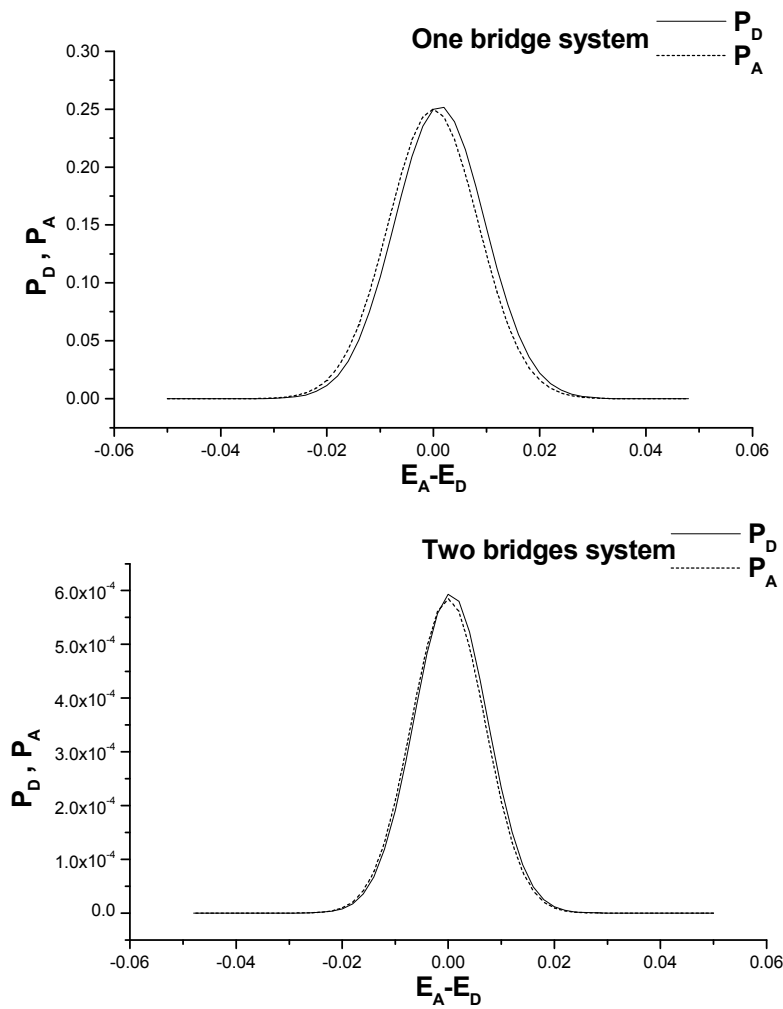 One bridge system
P_D
P_A
0.30
0.25
0.20
0.15
0.10
0.05
0.00
P_D , P_A
-0.06 -0.04 -0.02 0.00 0.02 0.04 0.06
E_A-E_D
Two bridges system
P_D
P_A
6.0x10^-4
5.0x10^-4
4.0x10^-4
3.0x10^-4
2.0x10^-4
1.0x10^-4
0.0
P_D , P_A
-0.06 -0.04 -0.02 0.00 0.02 0.04 0.06
E_A-E_D